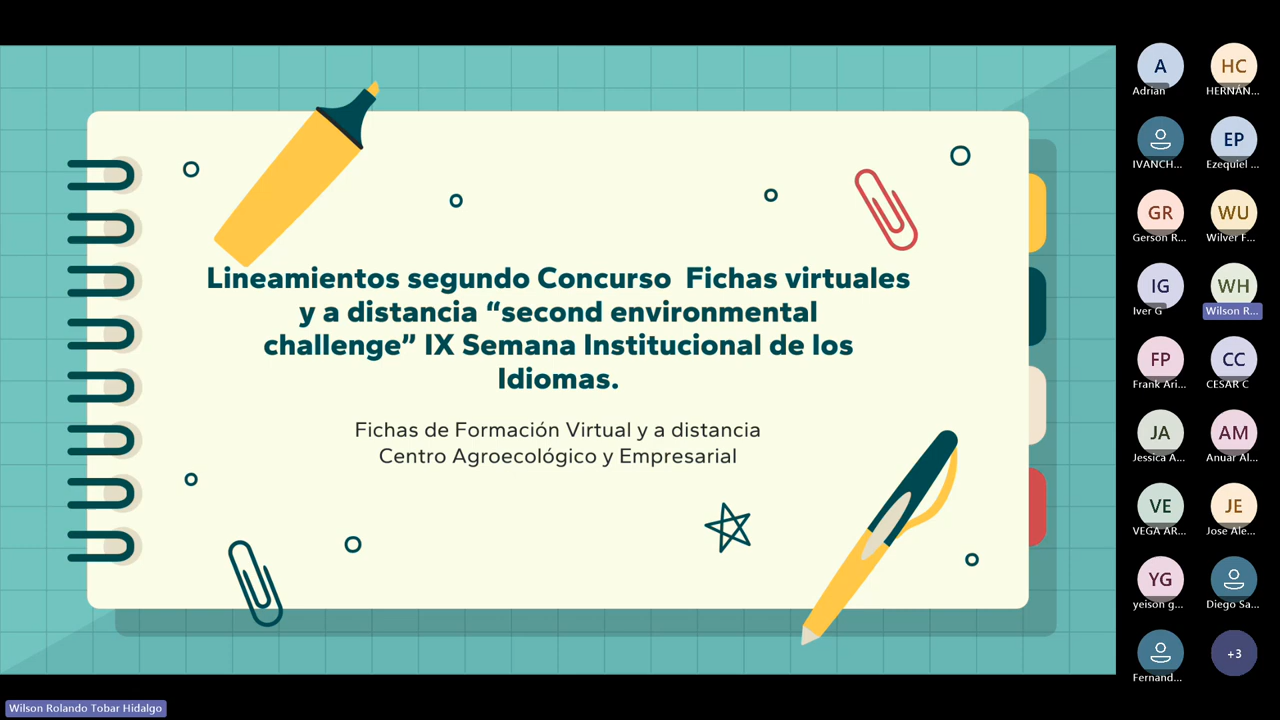 Lineamientos segundo Concurso Fichas virtuales
y a distancia “second environmental
challenge” IX Semana Institucional de los
Idiomas.
Fichas de Formación Virtual y a distancia
Centro Agroecológico y Empresarial
A
Adrian
HC
HERNÁN...
IVANCH...
EP
Ezequiel ...
GR
Gerson R...
WU
Wilver F...
IG
Iver G
WH
Wilson R...
FP
Frank Ari...
CC
CESAR C
JA
Jessica A...
AM
Anuar Al...
VE
VEGA AR...
JE
Jose Ale...
YG
yeison g...
Diego Sa...
Fernand...
+3
Wilson Rolando Tobar Hidalgo